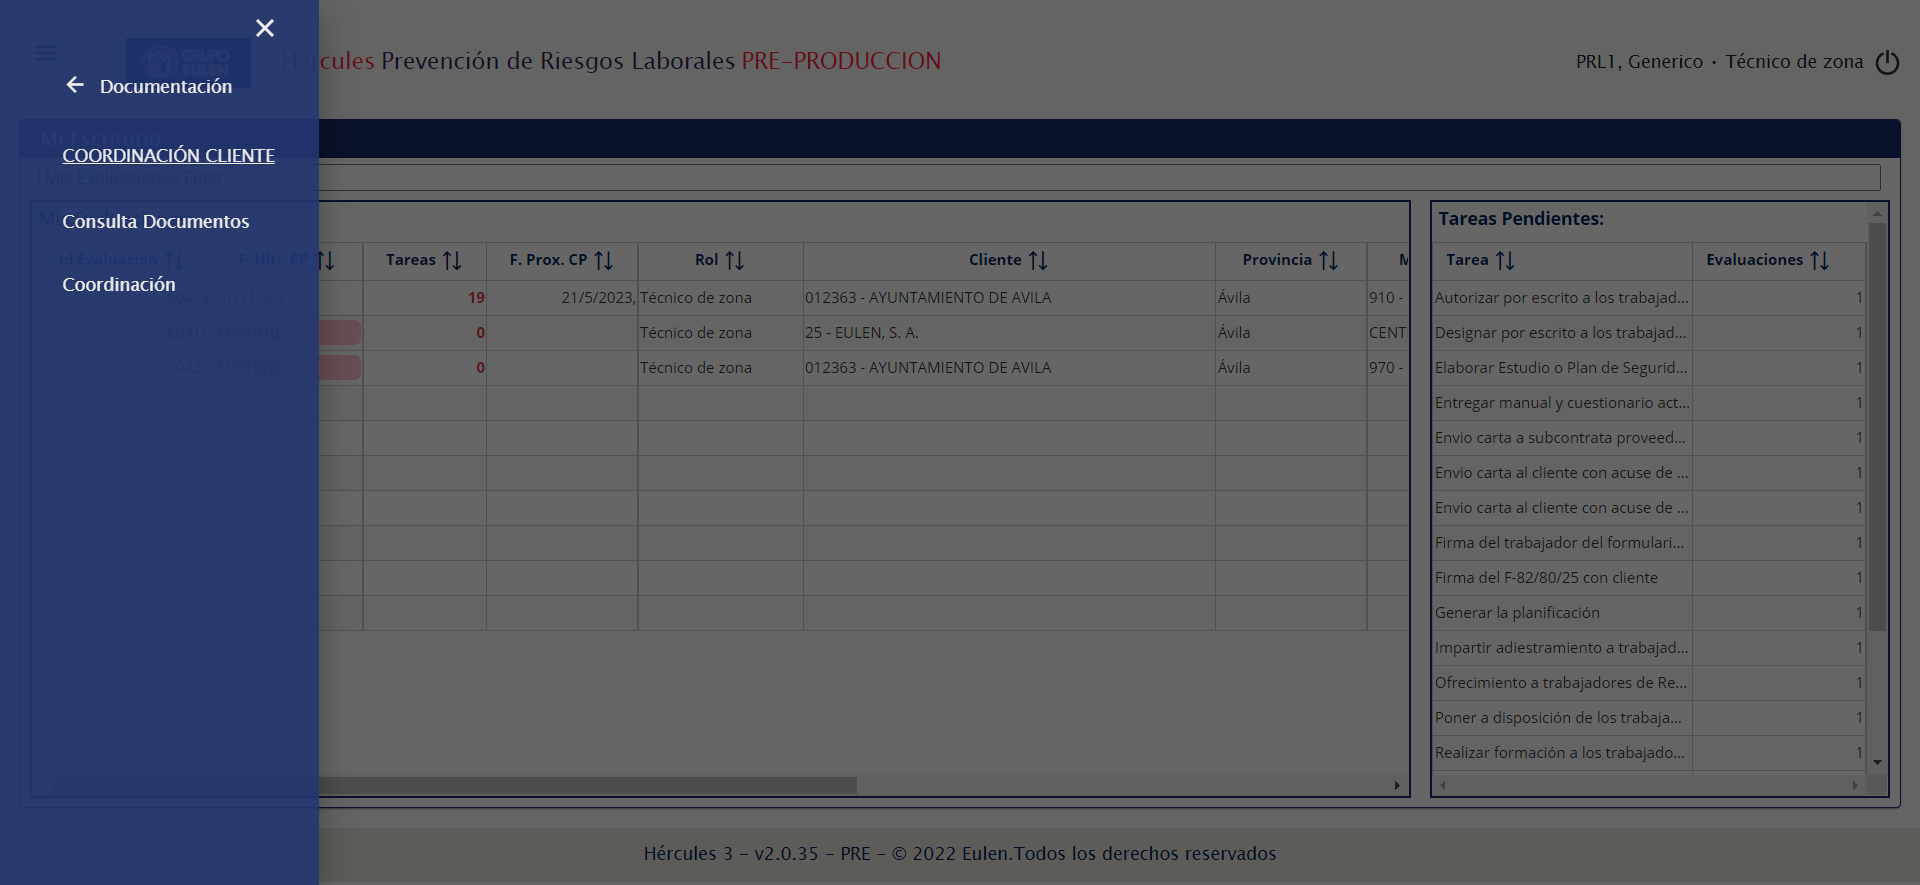 GRUPO
EULEN
Hércules Prevención de Riesgos Laborales PRE-PRODUCCION
PRL1, Generico · Técnico de zona
Documentación
COORDINACIÓN CLIENTE
Consulta Documentos
Coordinación
Mi Escritorio
Mis Evaluaciones Filter
Id Evaluacion F. Ulti. CP Tareas F. Prox. CP Rol Cliente Provincia
60428 21/11/2022 19 21/5/2023, Técnico de zona 012363 - AYUNTAMIENTO DE AVILA Ávila 910 -
60416 1/1/1970, 0 Técnico de zona 25 - EULEN, S. A. Ávila CENT
60429 1/1/1970, 0 Técnico de zona 012363 - AYUNTAMIENTO DE AVILA Ávila 970 -
Tareas Pendientes:
Tarea Evaluaciones
Autorizar por escrito a los trabajad... 1
Designar por escrito a los trabajad... 1
Elaborar Estudio o Plan de Segurid... 1
Entregar manual y cuestionario act... 1
Envio carta a subcontrata proveed... 1
Envio carta al cliente con acuse de ... 1
Envio carta al cliente con acuse de ... 1
Firma del trabajador del formulari... 1
Firma del F-82/80/25 con cliente 1
Generar la planificación 1
Impartir adiestramiento a trabajad... 1
Ofrecimiento a trabajadores de Re... 1
Poner a disposición de los trabaja... 1
Realizar formación a los trabajado... 1
Hércules 3 - v2.0.35 - PRE - © 2022 Eulen.Todos los derechos reservados